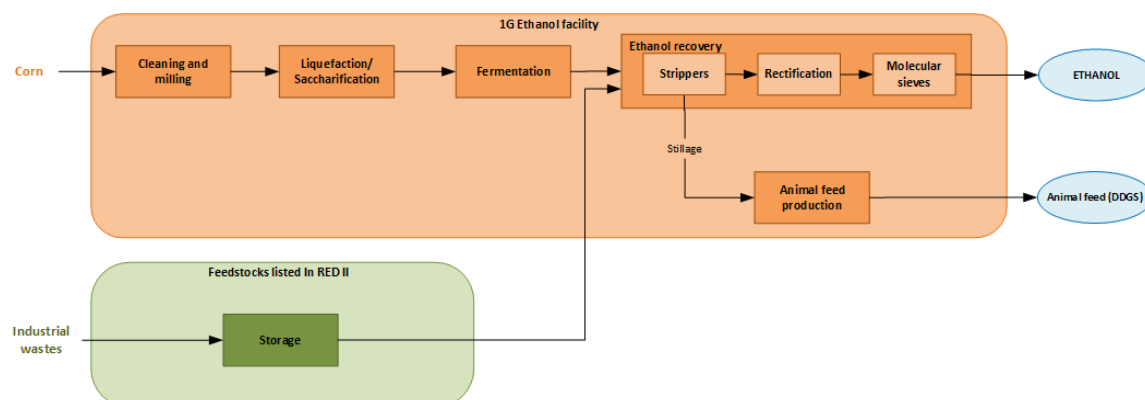 1G Ethanol facility
Corn
Cleaning and
milling
Liquefaction/
Saccharification
Fermentation
Ethanol recovery
Strippers
Rectification
Molecular
sieves
ETHANOL
Stillage
Animal feed
production
Animal feed (DDGS)
Feedstocks listed In RED II
Industrial
wastes
Storage